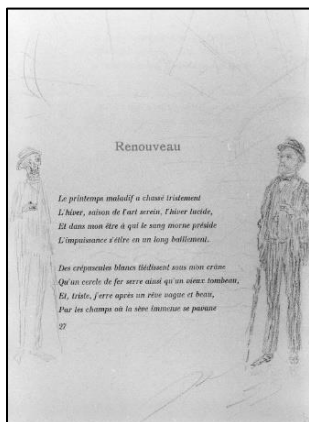 Renouveau
Le printemps maladif a chassé tristement
L'hiver, saison de l'art serein, l'hiver lucide,
Et dans mon être à qui le sang morne préside
L'impuissance s'étire en un long bâillement.
Des crépuscules blancs tiédissent sous mon crâne
Qu'un cercle de fer serre ainsi qu'un vieux tombeau,
Et, triste, j'erre après un rêve vague et beau,
Par les champs où la sève immense se pavane
27